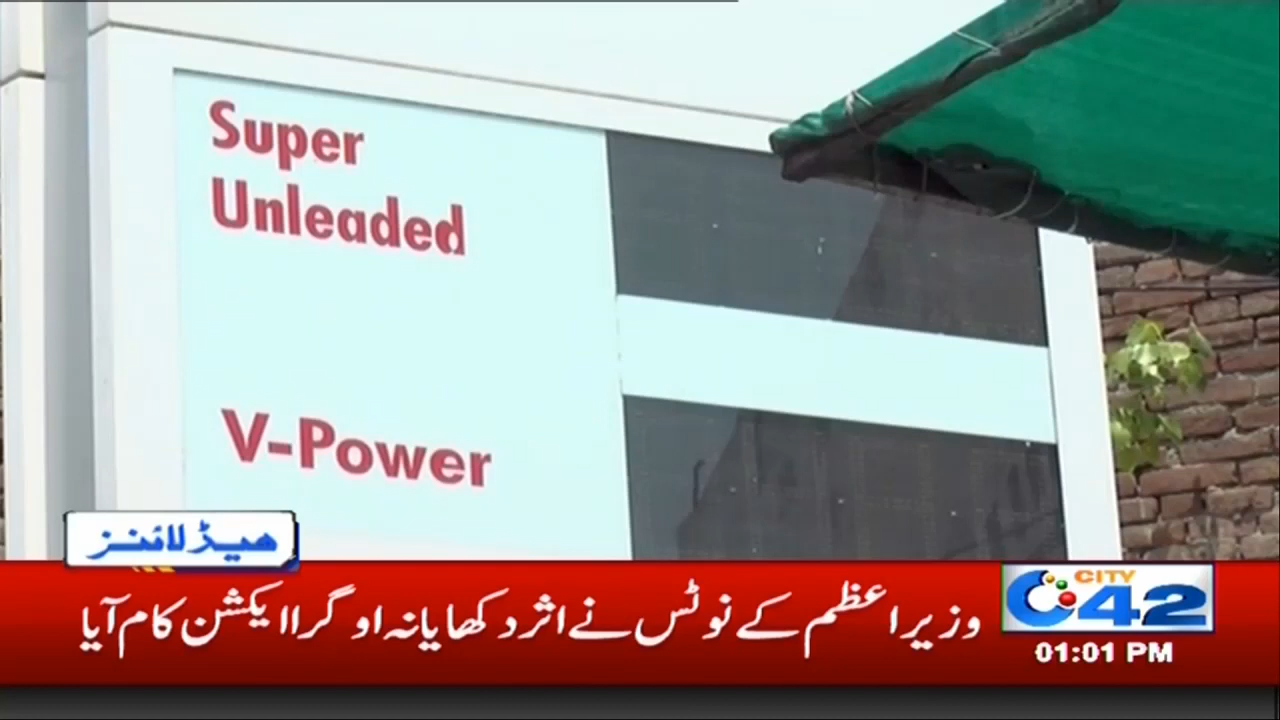 Super
Unleaded
V-Power
ہیڈلائنز
وزیراعظم کے نوٹس نے اثر دکھایا نہ اوگرا ایکشن کام آیا
CITY
42
01:01 PM